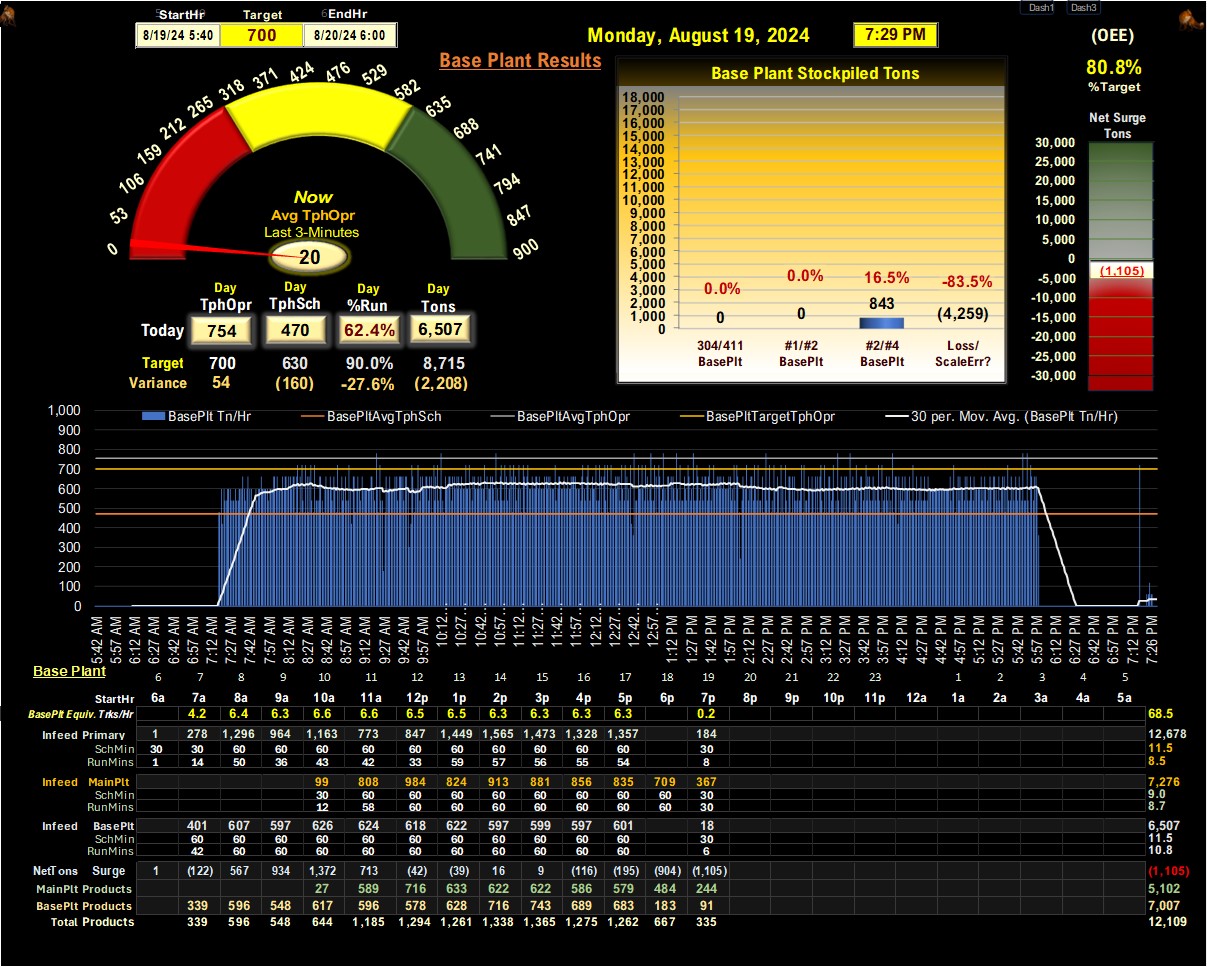 Dash1 Dash3
StartHr Target EndHr
8/19/24 5:40 700 8/20/24 6:00
Monday, August 19, 2024 7:29 PM
(OEE)
80.8%
%Target
Base Plant Results
0 53 106 159 212 265 318 371 424 476 529 582 635 688 741 794 847 900
Now
Avg TphOpr
Last 3-Minutes
20
Day Day Day Day
TphOpr TphSch %Run Tons
Today 754 470 62.4% 6,507
Target 700 630 90.0% 8,715
Variance 54 (160) -27.6% (2,208)
Base Plant Stockpiled Tons
18,000
17,000
16,000
15,000
14,000
13,000
12,000
11,000
10,000
9,000
8,000
7,000
6,000
5,000
4,000
3,000
2,000
1,000
0
0.0% 0.0% 16.5% -83.5%
0 0 843 (4,259)
304/411 #1/#2 #2/#4 Loss/
BasePlt BasePlt BasePlt ScaleErr?
Net Surge
Tons
30,000
25,000
20,000
15,000
10,000
5,000
0
(1,105)
-5,000
-10,000
-15,000
-20,000
-25,000
-30,000
BasePlt Tn/Hr BasePltAvgTphSch BasePltAvgTphOpr BasePltTargetTphOpr 30 per. Mov. Avg. (BasePlt Tn/Hr)
1,000
900
800
700
600
500
400
300
200
100
0
5:42 AM 5:57 AM 6:12 AM 6:27 AM 6:42 AM 6:57 AM 7:12 AM 7:27 AM 7:42 AM 7:57 AM 8:12 AM 8:27 AM 8:42 AM 8:57 AM 9:12 AM 9:27 AM 9:42 AM 9:57 AM 10:12… 10:27… 10:42… 10:57… 11:12… 11:27… 11:42… 11:57… 12:12… 12:27… 12:42… 12:57… 1:12 PM 1:27 PM 1:42 PM 1:57 PM 2:12 PM 2:27 PM 2:42 PM 2:57 PM 3:12 PM 3:27 PM 3:42 PM 3:57 PM 4:12 PM 4:27 PM 4:42 PM 4:57 PM 5:12 PM 5:27 PM 5:42 PM 5:57 PM 6:12 PM 6:27 PM 6:42 PM 6:57 PM 7:12 PM 7:28 PM
Base Plant
6 7 8 9 10 11 12 13 14 15 16 17 18 19 20 21 22 23 1 2 3 4 5
StartHr 6a 7a 8a 9a 10a 11a 12p 1p 2p 3p 4p 5p 6p 7p 8p 9p 10p 11p 12a 1a 2a 3a 4a 5a
BasePlt Equiv. Trks/Hr 4.2 6.4 6.3 6.6 6.6 6.5 6.5 6.3 6.3 6.3 6.3 0.2 68.5
Infeed Primary 1 278 1,296 964 1,163 773 847 1,449 1,565 1,473 1,328 1,357 184 12,678
SchMin 30 30 60 60 60 60 60 60 60 60 60 60 30 11.5
RunMins 1 14 50 36 43 42 33 59 57 56 55 54 8 8.5
Infeed MainPlt 99 808 984 824 913 881 856 835 709 367 7,276
SchMin 30 60 60 60 60 60 60 60 60 30 9.0
RunMins 12 58 60 60 60 60 60 60 60 30 8.7
Infeed BasePlt 401 607 597 626 624 618 622 597 599 597 601 18 6,507
SchMin 60 60 60 60 60 60 60 60 60 60 60 30 11.5
RunMins 42 60 60 60 60 60 60 60 60 60 60 6 10.8
NetTons Surge 1 (122) 567 934 1,372 713 (42) (39) 16 9 (116) (195) (904) (1,105) (1,105)
MainPlt Products 27 589 716 633 622 622 586 579 484 244 5,102
BasePlt Products 339 596 548 617 596 578 628 716 743 689 683 183 91 7,007
Total Products 339 596 548 644 1,185 1,294 1,261 1,338 1,365 1,275 1,262 667 335 12,109